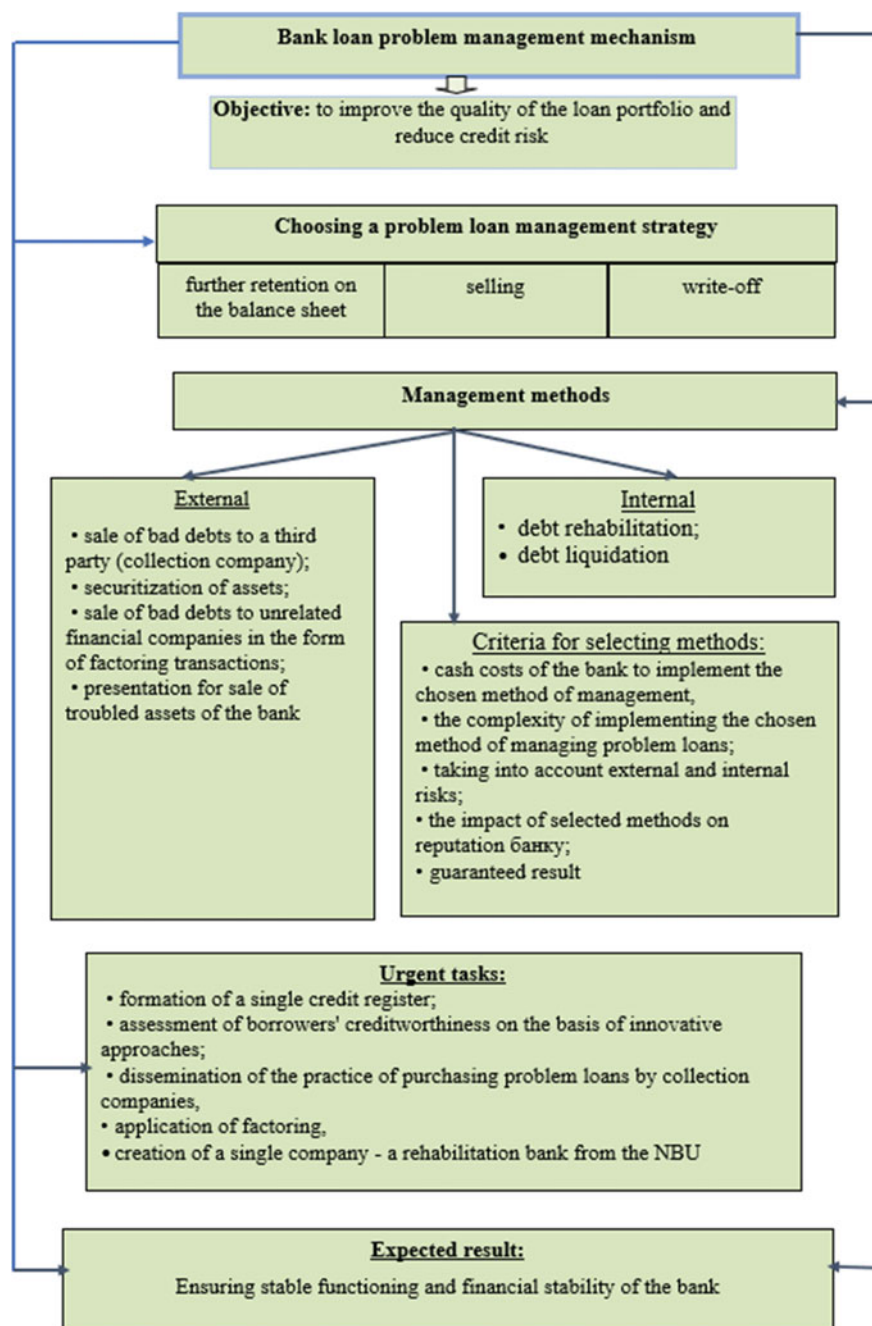 Bank loan problem management mechanism
Objective: to improve the quality of the loan portfolio and
reduce credit risk
Choosing a problem loan management strategy
further retention on
the balance sheet
selling
write-off
Management methods
External
• sale of bad debts to a third
party (collection company);
• securitization of assets;
• sale of bad debts to unrelated
financial companies in the form
of factoring transactions;
• presentation for sale of
troubled assets of the bank
Internal
• debt rehabilitation;
• debt liquidation
Criteria for selecting methods:
• cash costs of the bank to implement the
chosen method of management,
• the complexity of implementing the chosen
method of managing problem loans;
• taking into account external and internal
risks;
• the impact of selected methods on
reputation банку;
• guaranteed result
Urgent tasks:
• formation of a single credit register;
• assessment of borrowers' creditworthiness on the basis of innovative
approaches;
• dissemination of the practice of purchasing problem loans by collection
companies,
• application of factoring,
• creation of a single company - a rehabilitation bank from the NBU
Expected result:
Ensuring stable functioning and financial stability of the bank